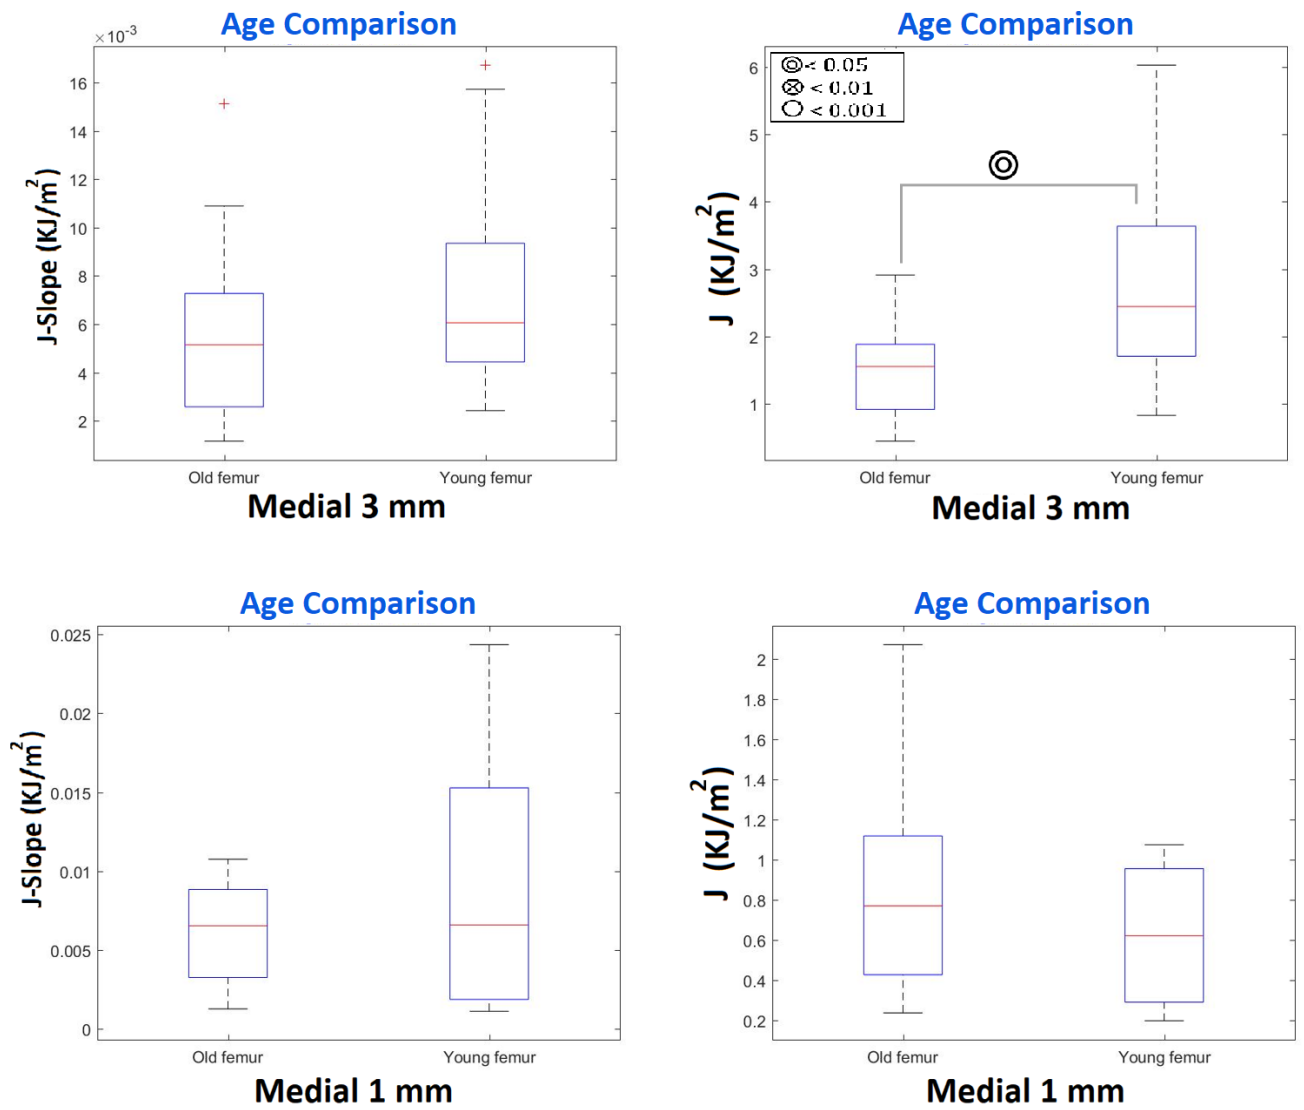 Age Comparison
×10⁻³
16
14
12
10
8
6
4
2
J-Slope (KJ/m²)
Old femur
Young femur
Medial 3 mm
Age Comparison
< 0.05
< 0.01
< 0.001
6
5
4
3
2
1
J (KJ/m²)
Old femur
Young femur
Medial 3 mm
Age Comparison
0.025
0.02
0.015
0.01
0.005
0
J-Slope (KJ/m²)
Old femur
Young femur
Medial 1 mm
Age Comparison
2
1.8
1.6
1.4
1.2
1
0.8
0.6
0.4
0.2
J (KJ/m²)
Old femur
Young femur
Medial 1 mm